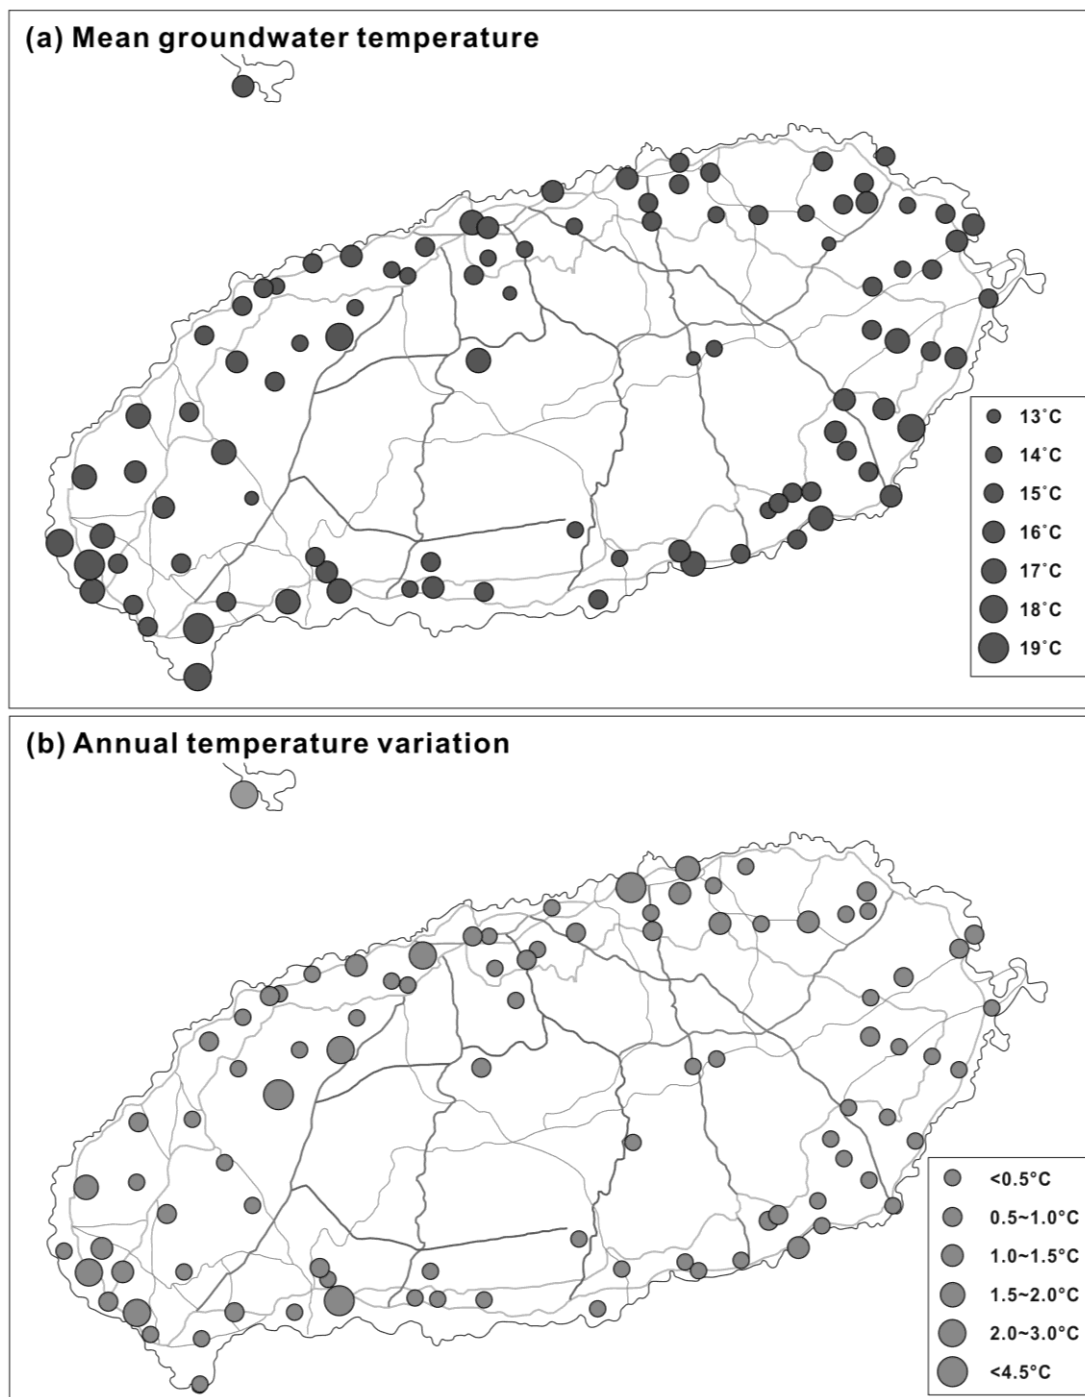 (a) Mean groundwater temperature
13˚C
14˚C
15˚C
16˚C
17˚C
18˚C
19˚C
(b) Annual temperature variation
<0.5°C
0.5~1.0°C
1.0~1.5°C
1.5~2.0°C
2.0~3.0°C
<4.5°C